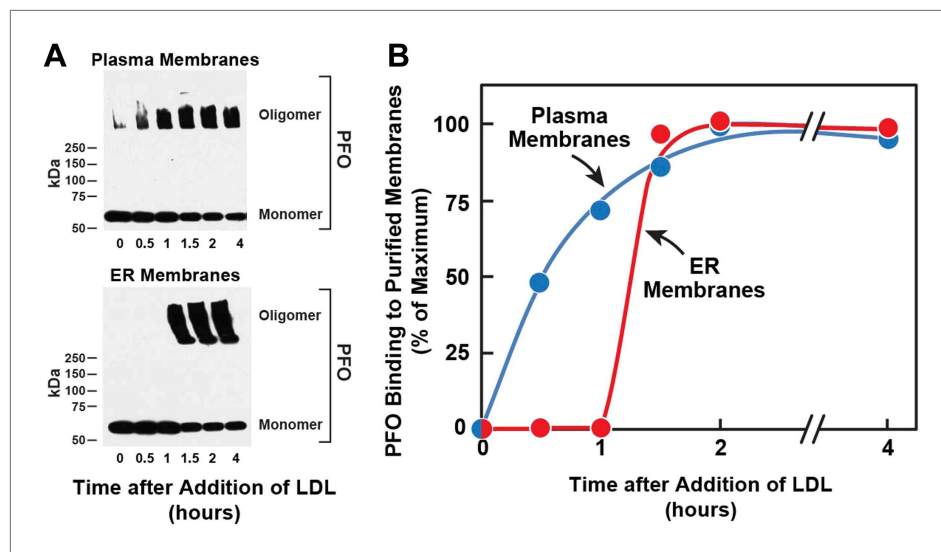 A
Plasma Membranes
Oligomer
PFO
kDa
250
150
100
75
Monomer
50
0 0.5 1 1.5 2 4
ER Membranes
Oligomer
PFO
kDa
250
150
100
75
Monomer
50
0 0.5 1 1.5 2 4
Time after Addition of LDL
(hours)
B
PFO Binding to Purified Membranes
(% of Maximum)
100
75
50
25
0
Plasma
Membranes
ER
Membranes
0 1 2 4
Time after Addition of LDL
(hours)